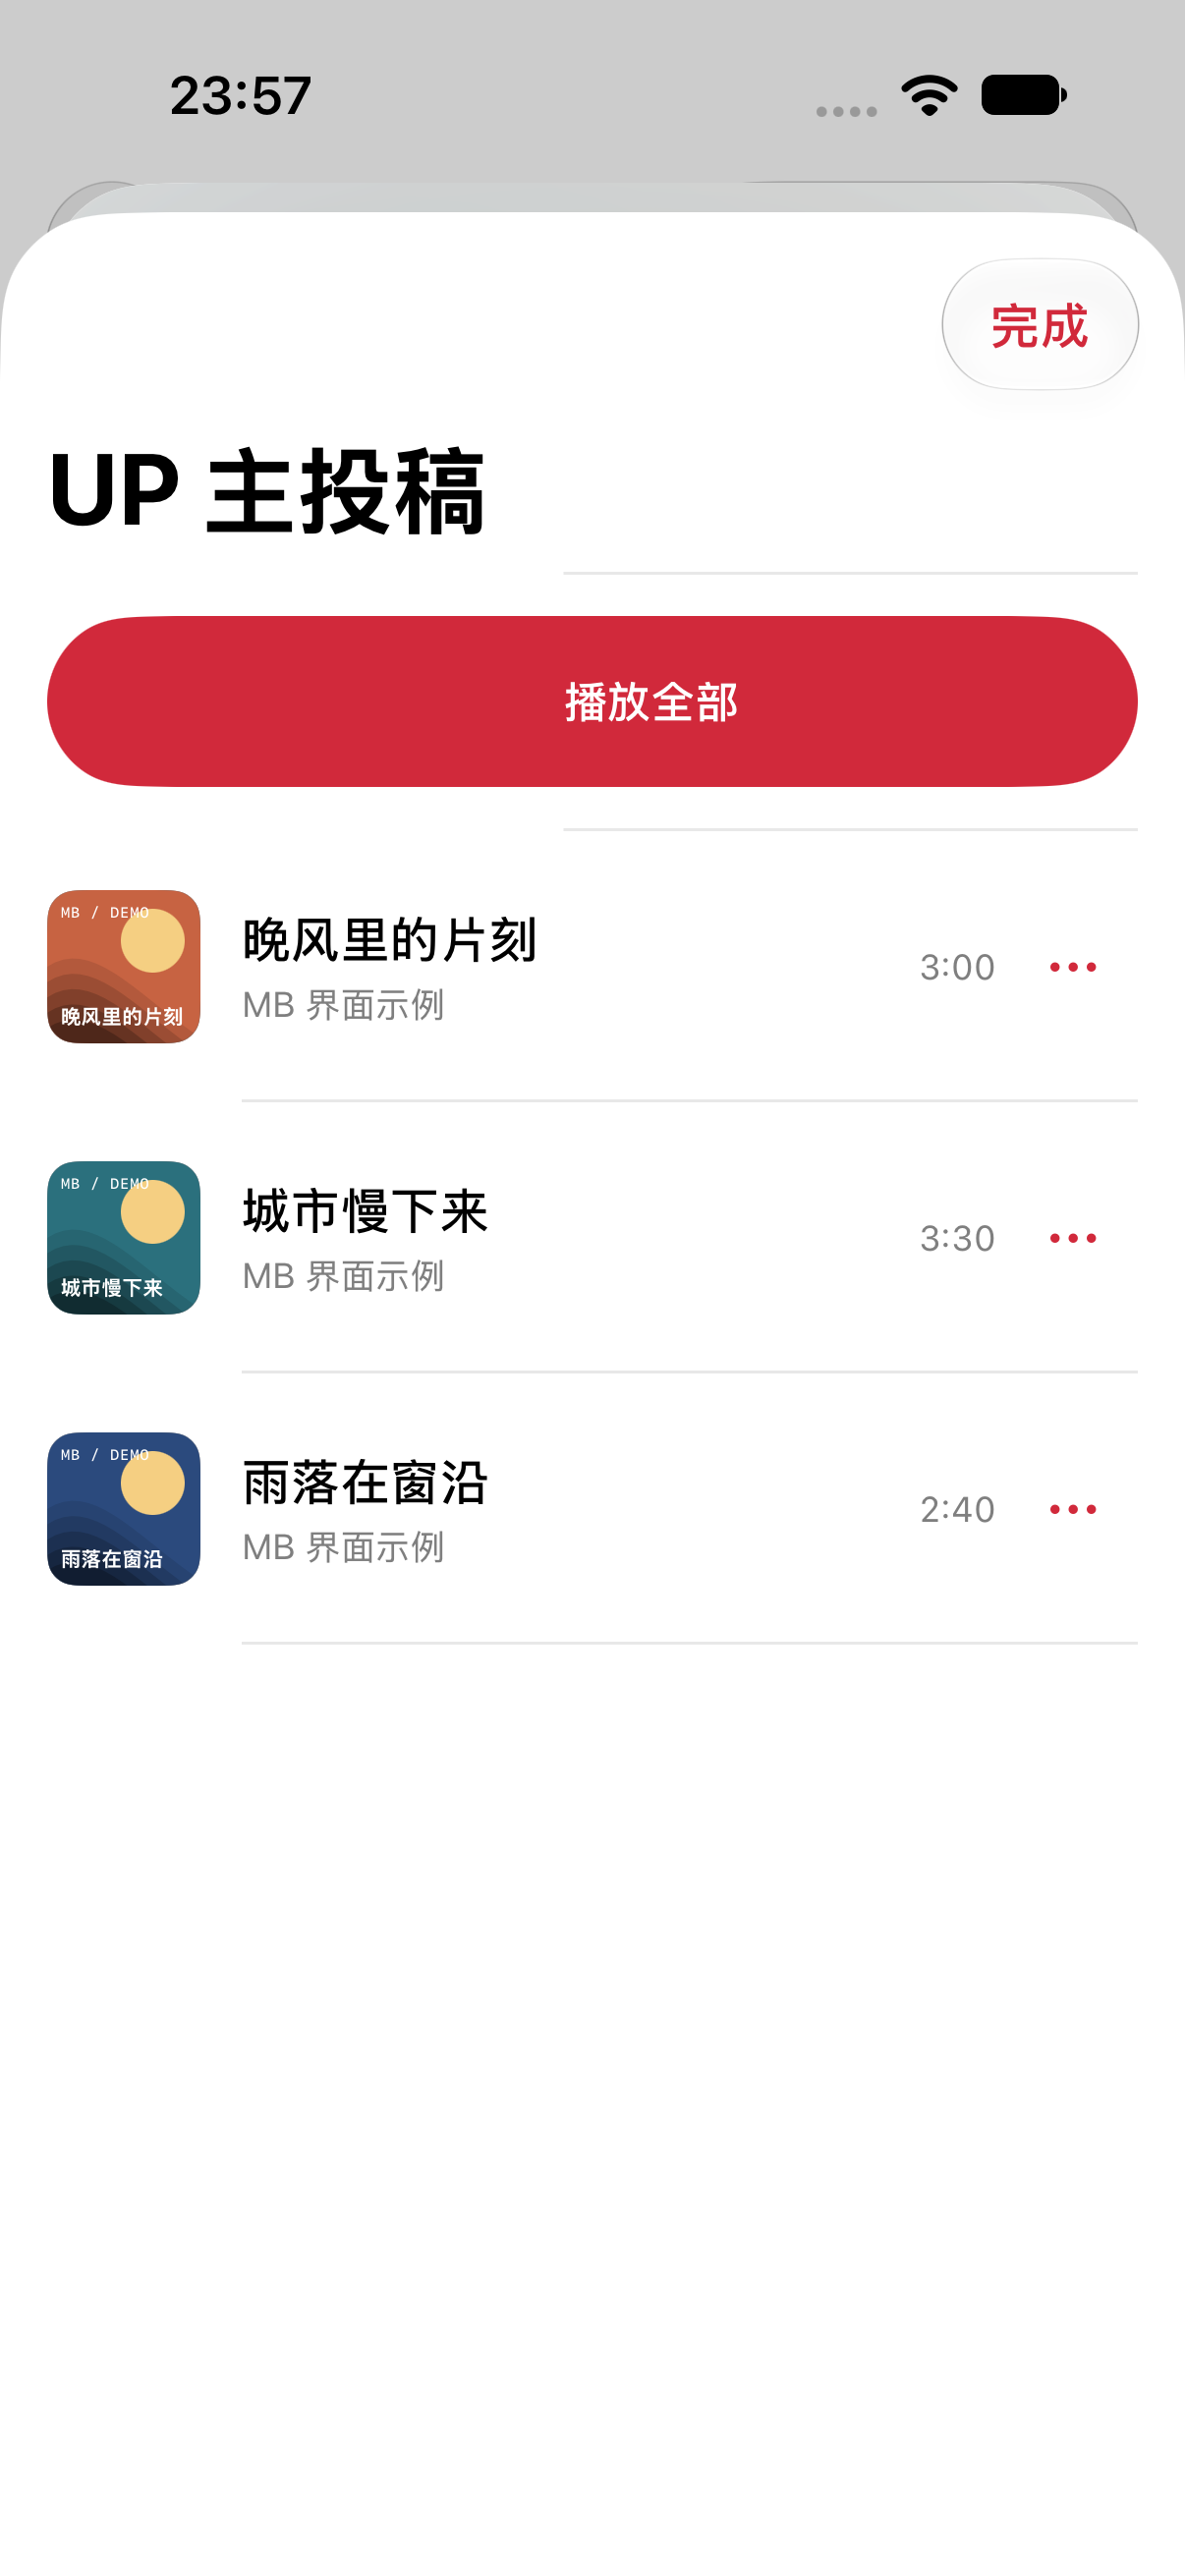 23:57
完成
UP 主投稿
播放全部
MB / DEMO
晚风里的片刻
晚风里的片刻
MB 界面示例
3:00
MB / DEMO
城市慢下来
城市慢下来
MB 界面示例
3:30
MB / DEMO
雨落在窗沿
雨落在窗沿
MB 界面示例
2:40